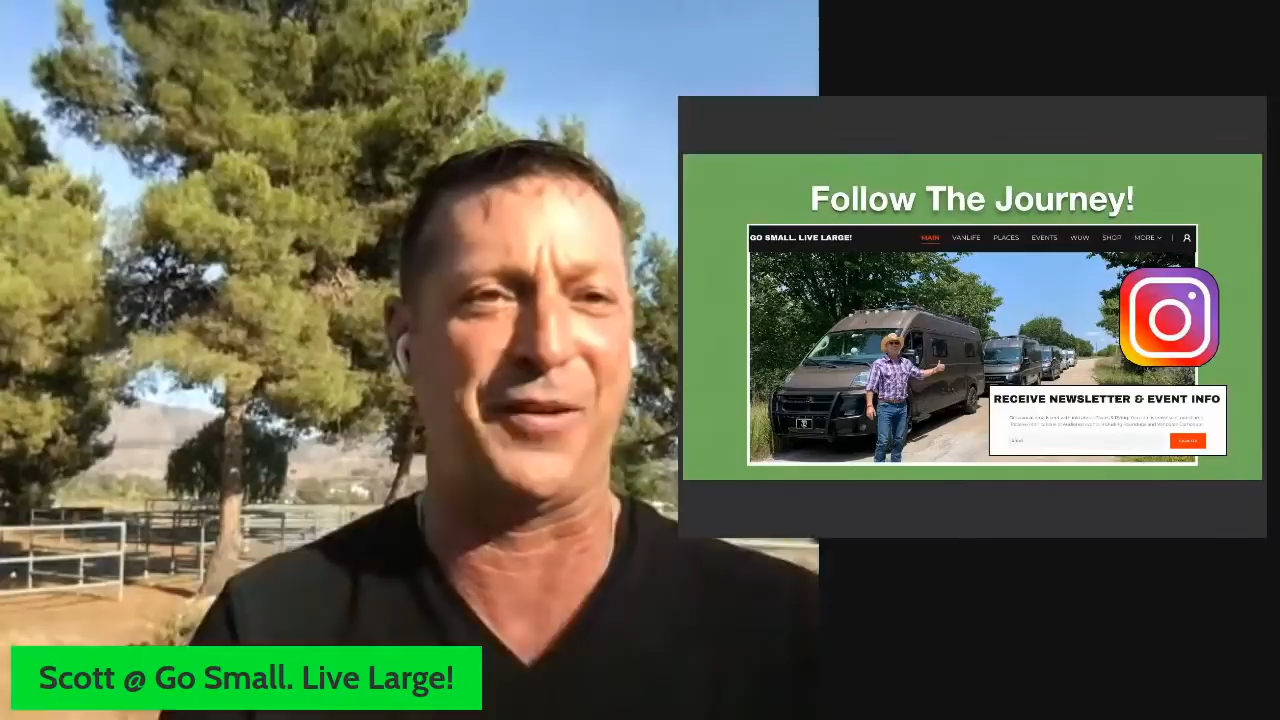 Follow The Journey!
GO SMALL. LIVE LARGE!
MAIN VANLIFE PLACES EVENTS WUW SHOP MORE
RECEIVE NEWSLETTER & EVENT INFO
Scott @ Go Small. Live Large!